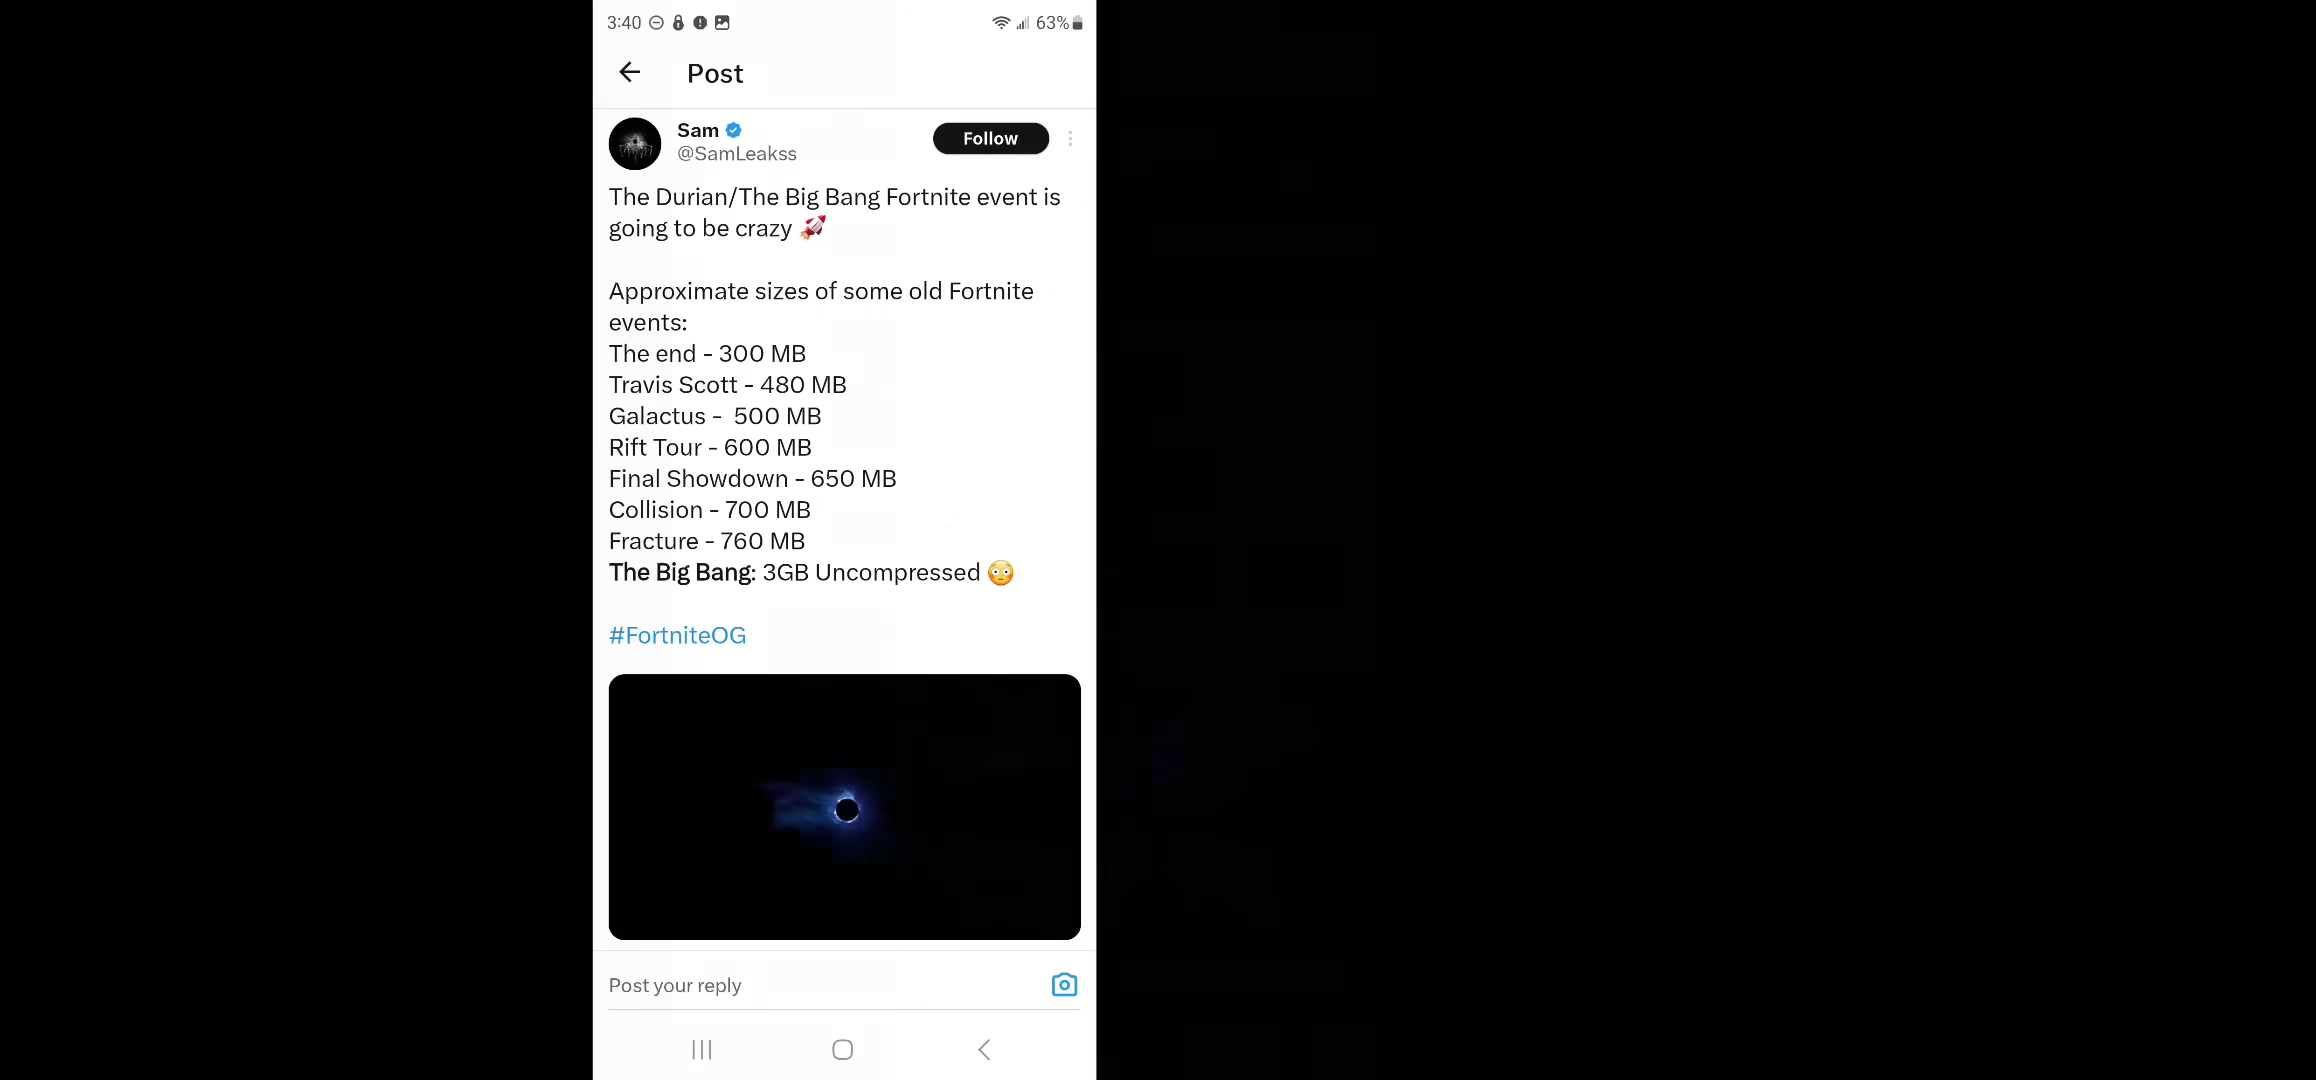 3:40 63%
Post
Sam
Follow
@SamLeakss
The Durian/The Big Bang Fortnite event is
going to be crazy 🚀
Approximate sizes of some old Fortnite
events:
The end - 300 MB
Travis Scott - 480 MB
Galactus -  500 MB
Rift Tour - 600 MB
Final Showdown - 650 MB
Collision - 700 MB
Fracture - 760 MB
The Big Bang: 3GB Uncompressed 😳
#FortniteOG
Post your reply